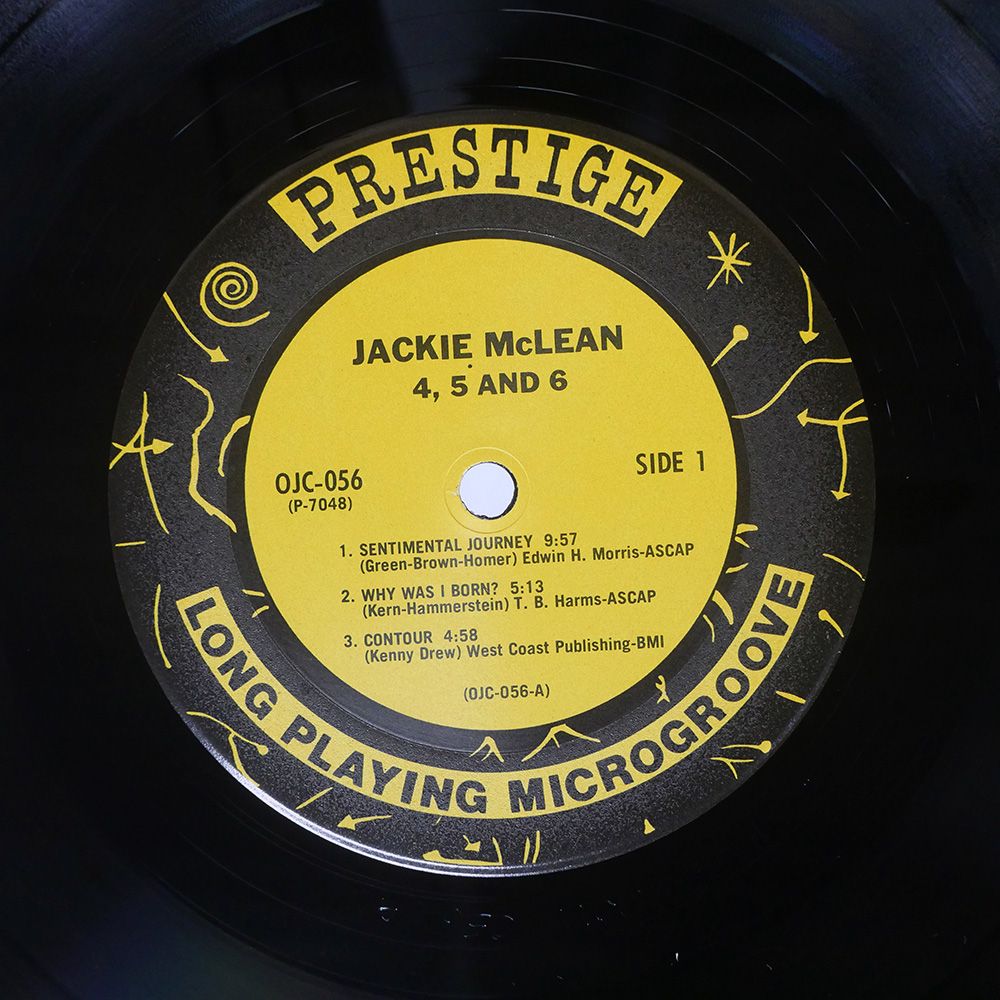 PRESTIGE
JACKIE McLEAN
4, 5 AND 6
OJC-056
(P-7048)
SIDE 1
1. SENTIMENTAL JOURNEY 9:57
(Green-Brown-Homer) Edwin H. Morris-ASCAP
2. WHY WAS I BORN? 5:13
(Kern-Hammerstein) T. B. Harms-ASCAP
3. CONTOUR 4:58
(Kenny Drew) West Coast Publishing-BMI
(OJC-056-A)
LONG PLAYING MICROGROOVE